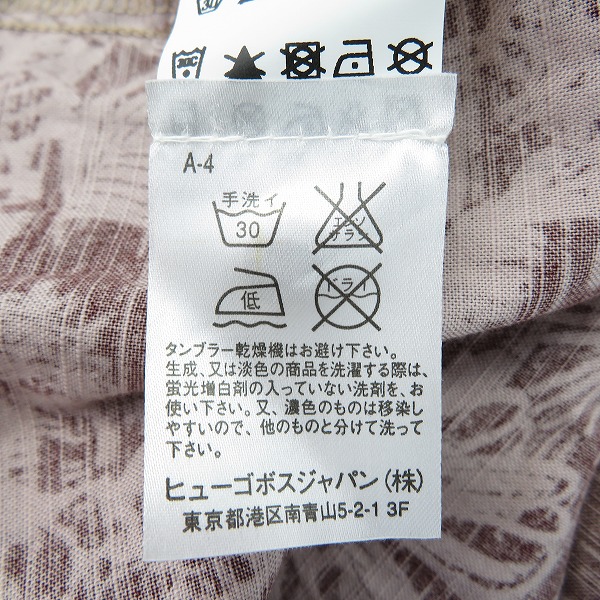 A-4
手洗イ
30
エンソ
サラシ
低
ドライ
タンブラー乾燥機はお避け下さい。
生成、又は淡色の商品を洗濯する際は、
蛍光増白剤の入っていない洗剤を、お
使い下さい。又、濃色のものは移染し
やすいので、他のものと分けて洗って
下さい。
ヒューゴボスジャパン(株)
東京都港区南青山5-2-1 3F